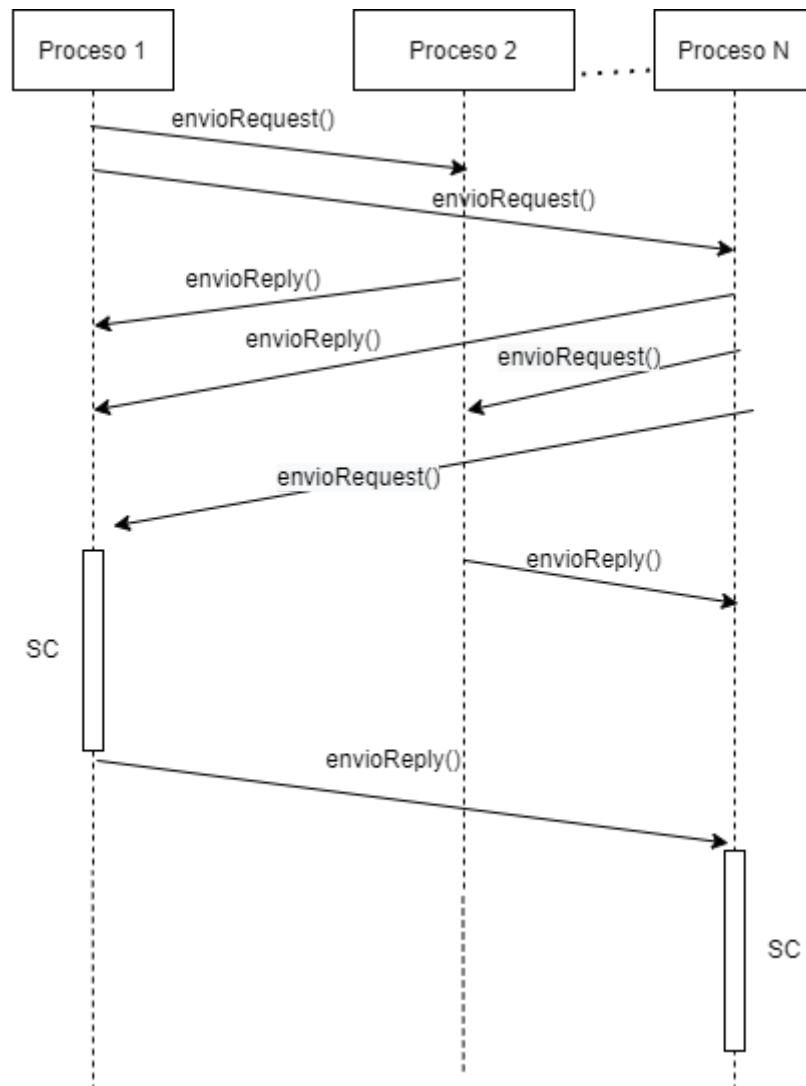 Proceso 1
Proceso 2
Proceso N
envioRequest()
envioRequest()
envioReply()
envioReply()
envioRequest()
envioRequest()
envioReply()
SC
envioReply()
SC